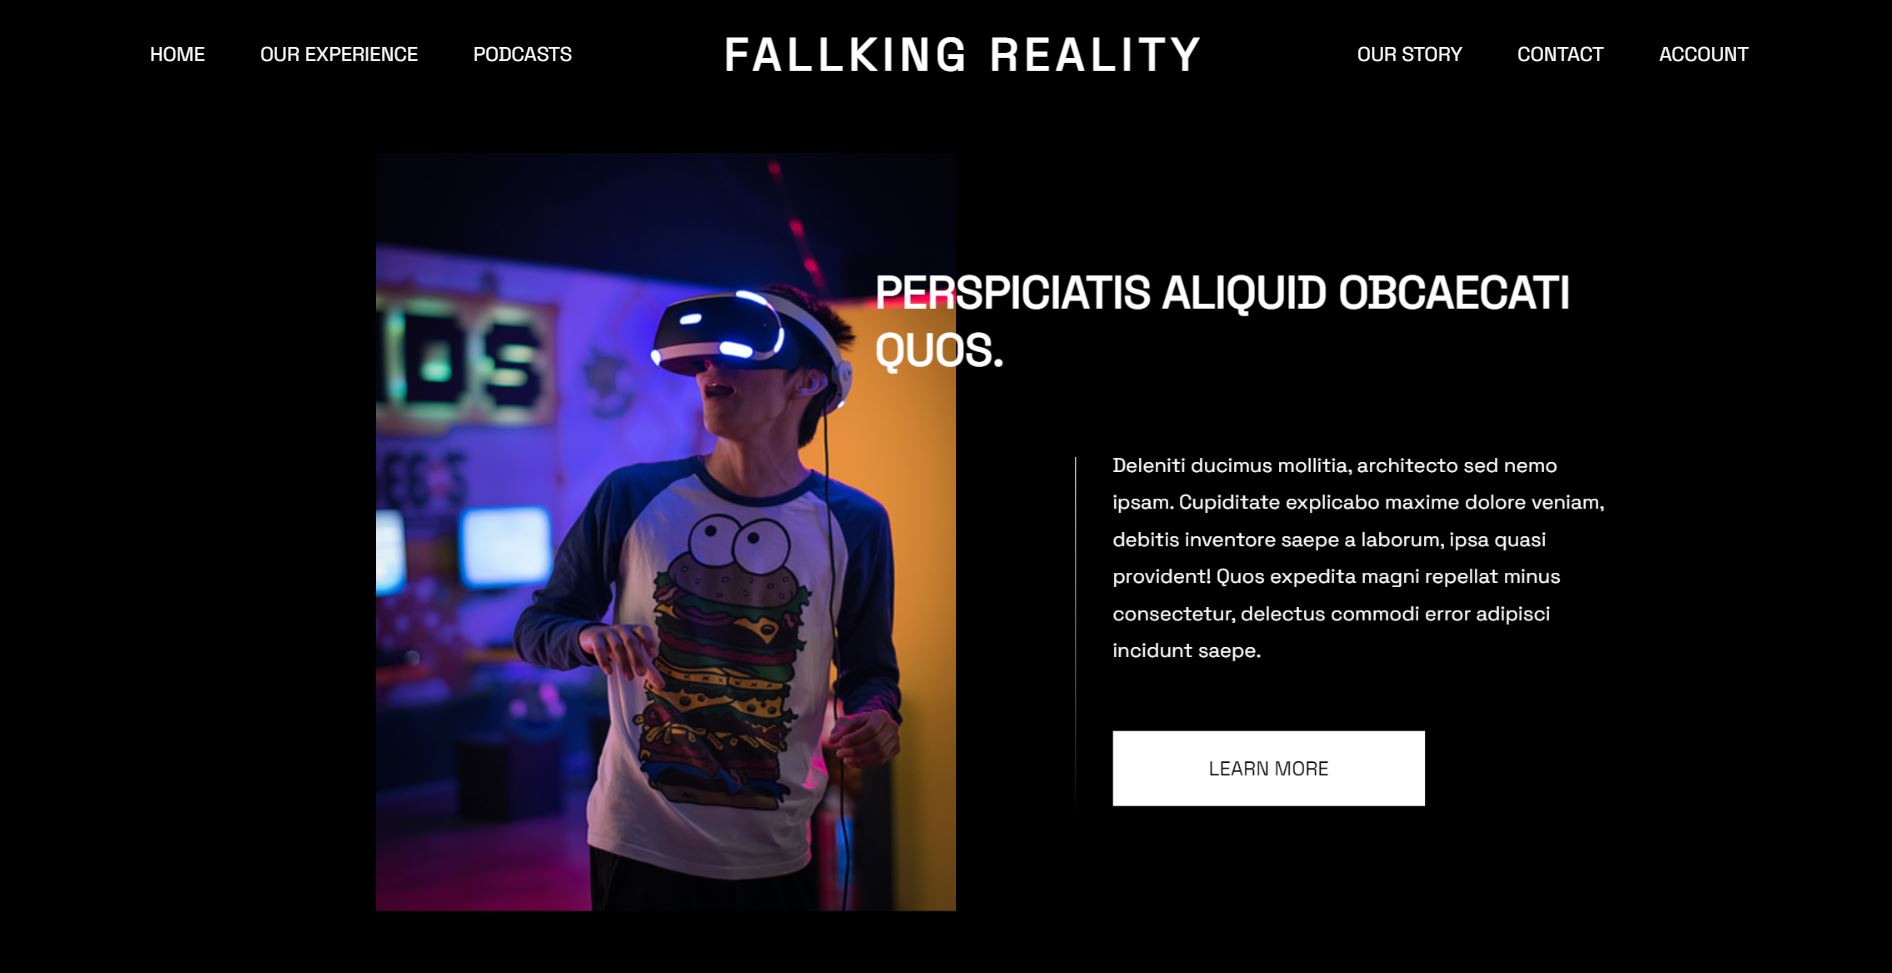 HOME
OUR EXPERIENCE
PODCASTS
FALLKING REALITY
OUR STORY
CONTACT
ACCOUNT
PERSPICIATIS ALIQUID OBCAECATI
QUOS.
Deleniti ducimus mollitia, architecto sed nemo
ipsam. Cupiditate explicabo maxime dolore veniam,
debitis inventore saepe a laborum, ipsa quasi
provident! Quos expedita magni repellat minus
consectetur, delectus commodi error adipisci
incidunt saepe.
LEARN MORE